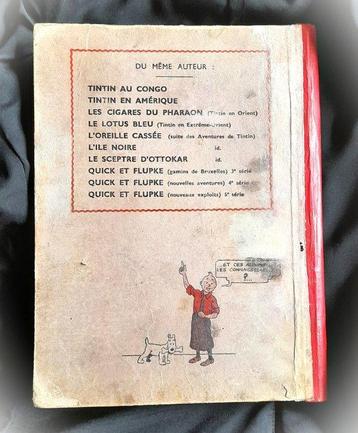 DU MÊME AUTEUR :
TINTIN AU CONGO
TINTIN EN AMÉRIQUE
LES CIGARES DU PHARAON (Tintin en Orient)
LE LOTUS BLEU (Tintin en Extrême-Orient)
L'OREILLE CASSÉE (suite des Aventures de Tintin)
L'ILE NOIRE id.
LE SCEPTRE D'OTTOKAR id.
QUICK ET FLUPKE (gamins de Bruxelles) 3e série
QUICK ET FLUPKE (nouvelles aventures) 4e série
QUICK ET FLUPKE (nouveaux exploits) 5e série
...ET CES ALBUMS
LES CONNAISSEZ
?...